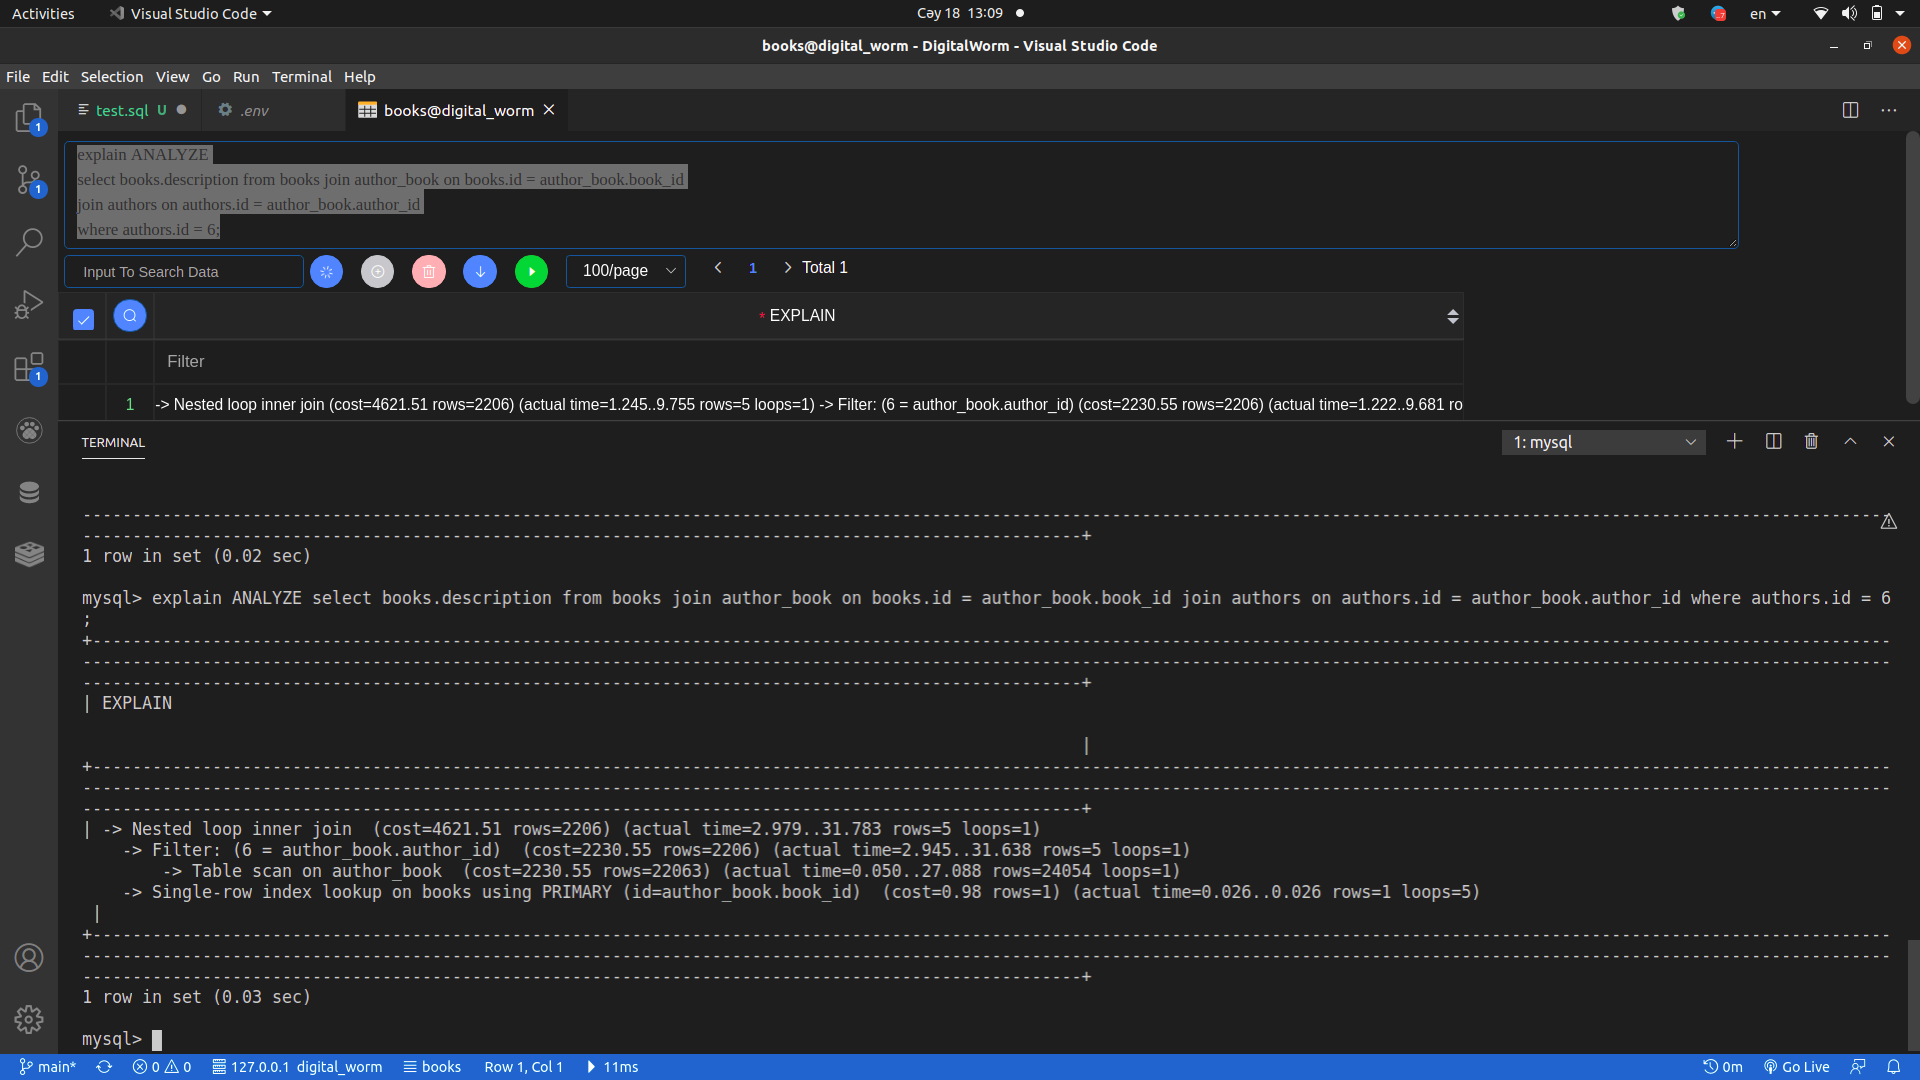 Activities
Visual Studio Code
Cəy 18 13:09
en
books@digital_worm - DigitalWorm - Visual Studio Code
File Edit Selection View Go Run Terminal Help
test.sql U
.env
books@digital_worm
1
1
1
explain ANALYZE
select books.description from books join author_book on books.id = author_book.book_id
join authors on authors.id = author_book.author_id
where authors.id = 6;
Input To Search Data
100/page
1
Total 1
* EXPLAIN
Filter
1 -> Nested loop inner join (cost=4621.51 rows=2206) (actual time=1.245..9.755 rows=5 loops=1) -> Filter: (6 = author_book.author_id) (cost=2230.55 rows=2206) (actual time=1.222..9.681 ro
TERMINAL
1: mysql
1 row in set (0.02 sec)
mysql> explain ANALYZE select books.description from books join author_book on books.id = author_book.book_id join authors on authors.id = author_book.author_id where authors.id = 6
;
| EXPLAIN
|
| -> Nested loop inner join  (cost=4621.51 rows=2206) (actual time=2.979..31.783 rows=5 loops=1)
    -> Filter: (6 = author_book.author_id)  (cost=2230.55 rows=2206) (actual time=2.945..31.638 rows=5 loops=1)
        -> Table scan on author_book  (cost=2230.55 rows=22063) (actual time=0.050..27.088 rows=24054 loops=1)
    -> Single-row index lookup on books using PRIMARY (id=author_book.book_id)  (cost=0.98 rows=1) (actual time=0.026..0.026 rows=1 loops=5)
|
1 row in set (0.03 sec)
mysql>
main*
0 0
127.0.0.1 digital_worm
books
Row 1, Col 1
11ms
0m
Go Live